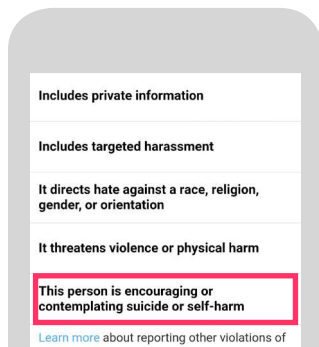 Includes private information
Includes targeted harassment
It directs hate against a race, religion,
gender, or orientation
It threatens violence or physical harm
This person is encouraging or
contemplating suicide or self-harm
Learn more about reporting other violations of